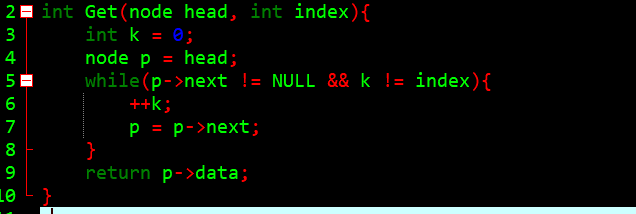 2 int Get(node head, int index){
3 int k = 0;
4 node p = head;
5 while(p->next != NULL && k != index){
6 ++k;
7 p = p->next;
8 }
9 return p->data;
10 }